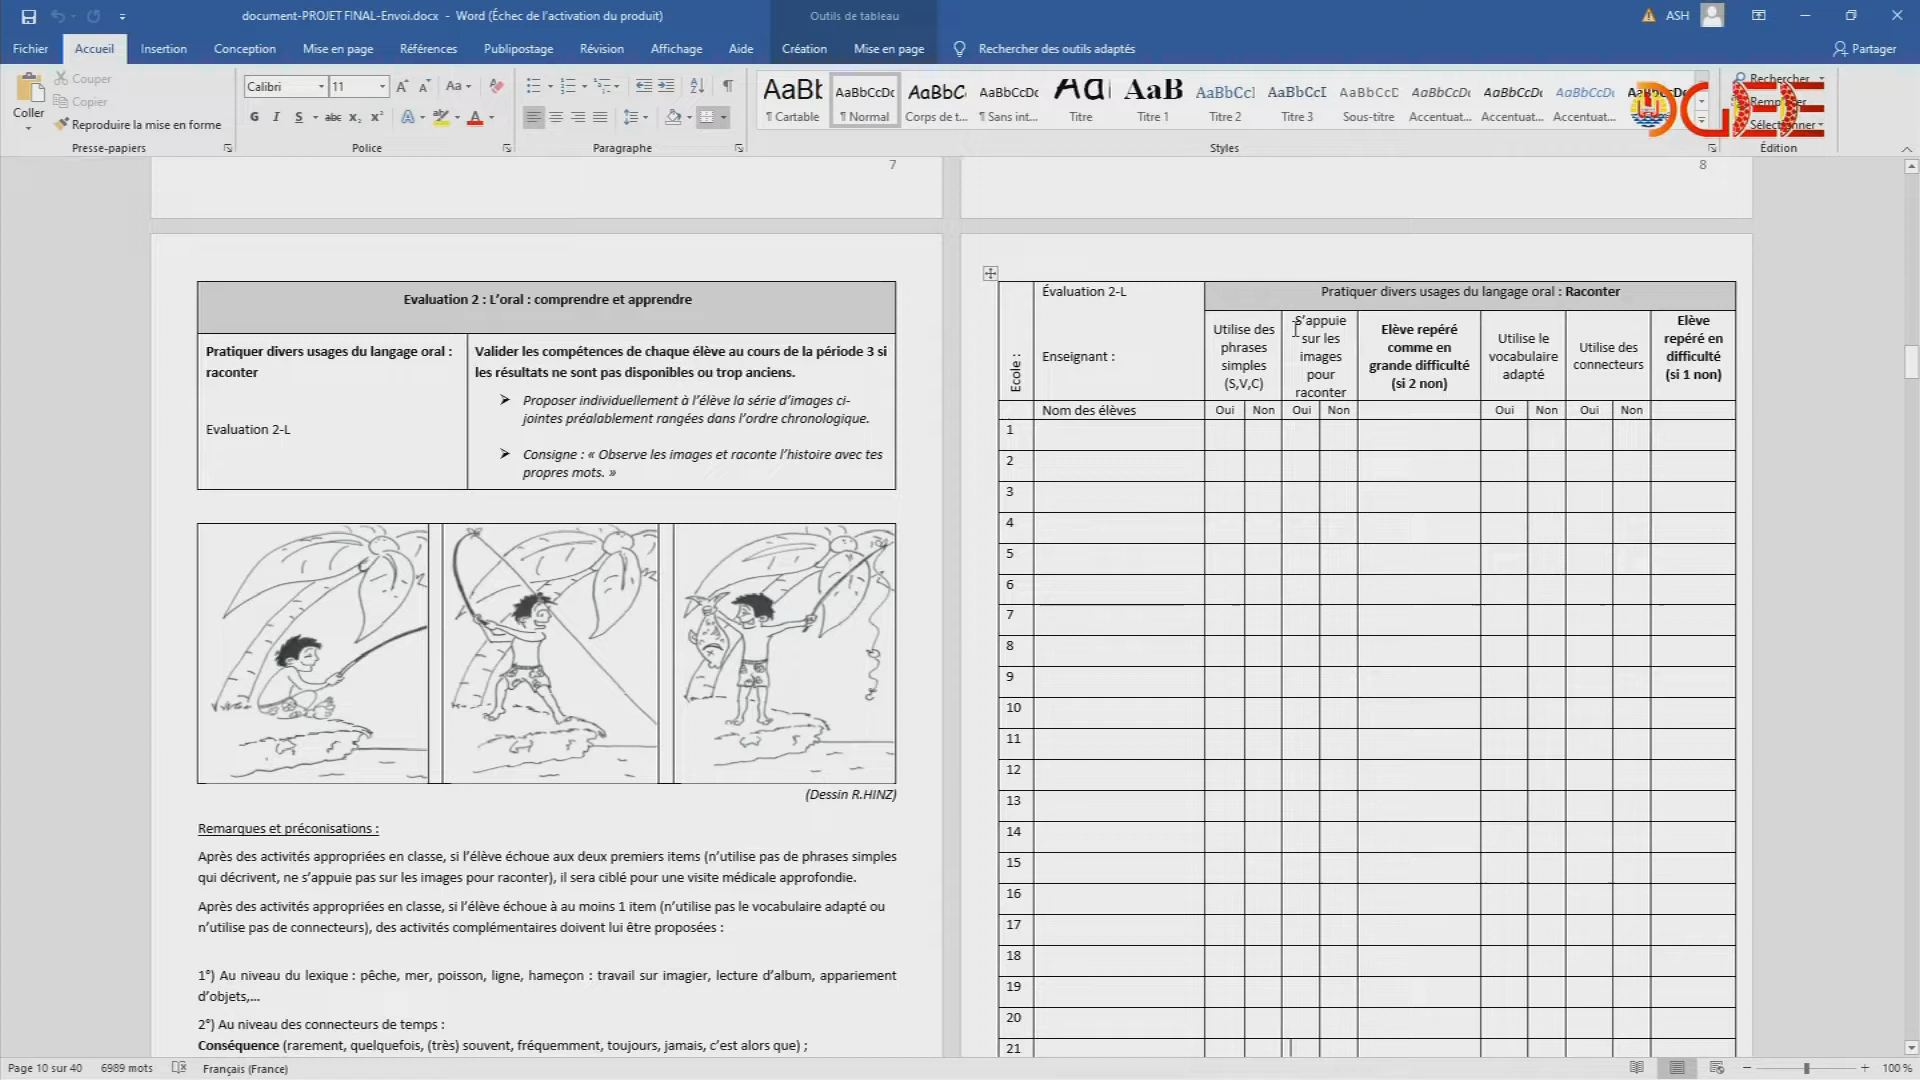 document-PROJET FINAL-Envoi.docx - Word (Échec de l'activation du produit)
Outils de tableau
ASH
Fichier Accueil Insertion Conception Mise en page Références Publipostage Révision Affichage Aide Création Mise en page Rechercher des outils adaptés Partager
Coller
Couper
Copier
Reproduire la mise en forme
Presse-papiers
Calibri 11
Police
Paragraphe
AaBb AaBbCcDc AaBbC AaBbCcDc Aa AaB AaBbCc AaBbCcD AaBbCcD AaBbCcDc AaBbCcDc AaBbCcDc
¶ Cartable ¶ Normal Corps de t... ¶ Sans int... Titre Titre 1 Titre 2 Titre 3 Sous-titre Accentuat... Accentuat... Accentuat...
Styles
Rechercher
Sélectionner
Édition
DGEE
7
8
Evaluation 2 : L'oral : comprendre et apprendre
Pratiquer divers usages du langage oral :
raconter
Evaluation 2-L
Valider les compétences de chaque élève au cours de la période 3 si
les résultats ne sont pas disponibles ou trop anciens.
➢ Proposer individuellement à l'élève la série d'images ci-
jointes préalablement rangées dans l'ordre chronologique.
➢ Consigne : « Observe les images et raconte l'histoire avec tes
propres mots. »
(Dessin R.HINZ)
Remarques et préconisations :
Après des activités appropriées en classe, si l'élève échoue aux deux premiers items (n'utilise pas de phrases simples
qui décrivent, ne s'appuie pas sur les images pour raconter), il sera ciblé pour une visite médicale approfondie.
Après des activités appropriées en classe, si l'élève échoue à au moins 1 item (n'utilise pas le vocabulaire adapté ou
n'utilise pas de connecteurs), des activités complémentaires doivent lui être proposées :
1°) Au niveau du lexique : pêche, mer, poisson, ligne, hameçon : travail sur imagier, lecture d'album, appariement
d'objets,...
2°) Au niveau des connecteurs de temps :
Conséquence (rarement, quelquefois, (très) souvent, fréquemment, toujours, jamais, c'est alors que) ;
Ecole :
Évaluation 2-L
Enseignant :
Pratiquer divers usages du langage oral : Raconter
Utilise des
phrases
simples
(S,V,C)
S'appuie
sur les
images
pour
raconter
Elève repéré
comme en
grande difficulté
(si 2 non)
Utilise le
vocabulaire
adapté
Utilise des
connecteurs
Elève
repéré en
difficulté
(si 1 non)
Nom des élèves Oui Non Oui Non Oui Non Oui Non
1
2
3
4
5
6
7
8
9
10
11
12
13
14
15
16
17
18
19
20
21
Page 10 sur 40 6989 mots Français (France) 100 %